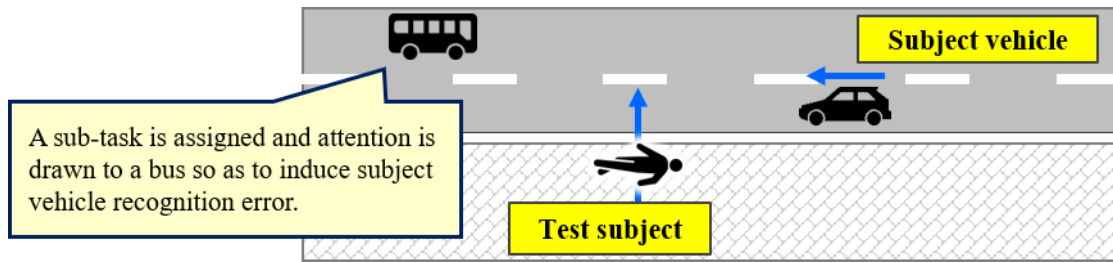 Subject vehicle
A sub-task is assigned and attention is
drawn to a bus so as to induce subject
vehicle recognition error.
Test subject